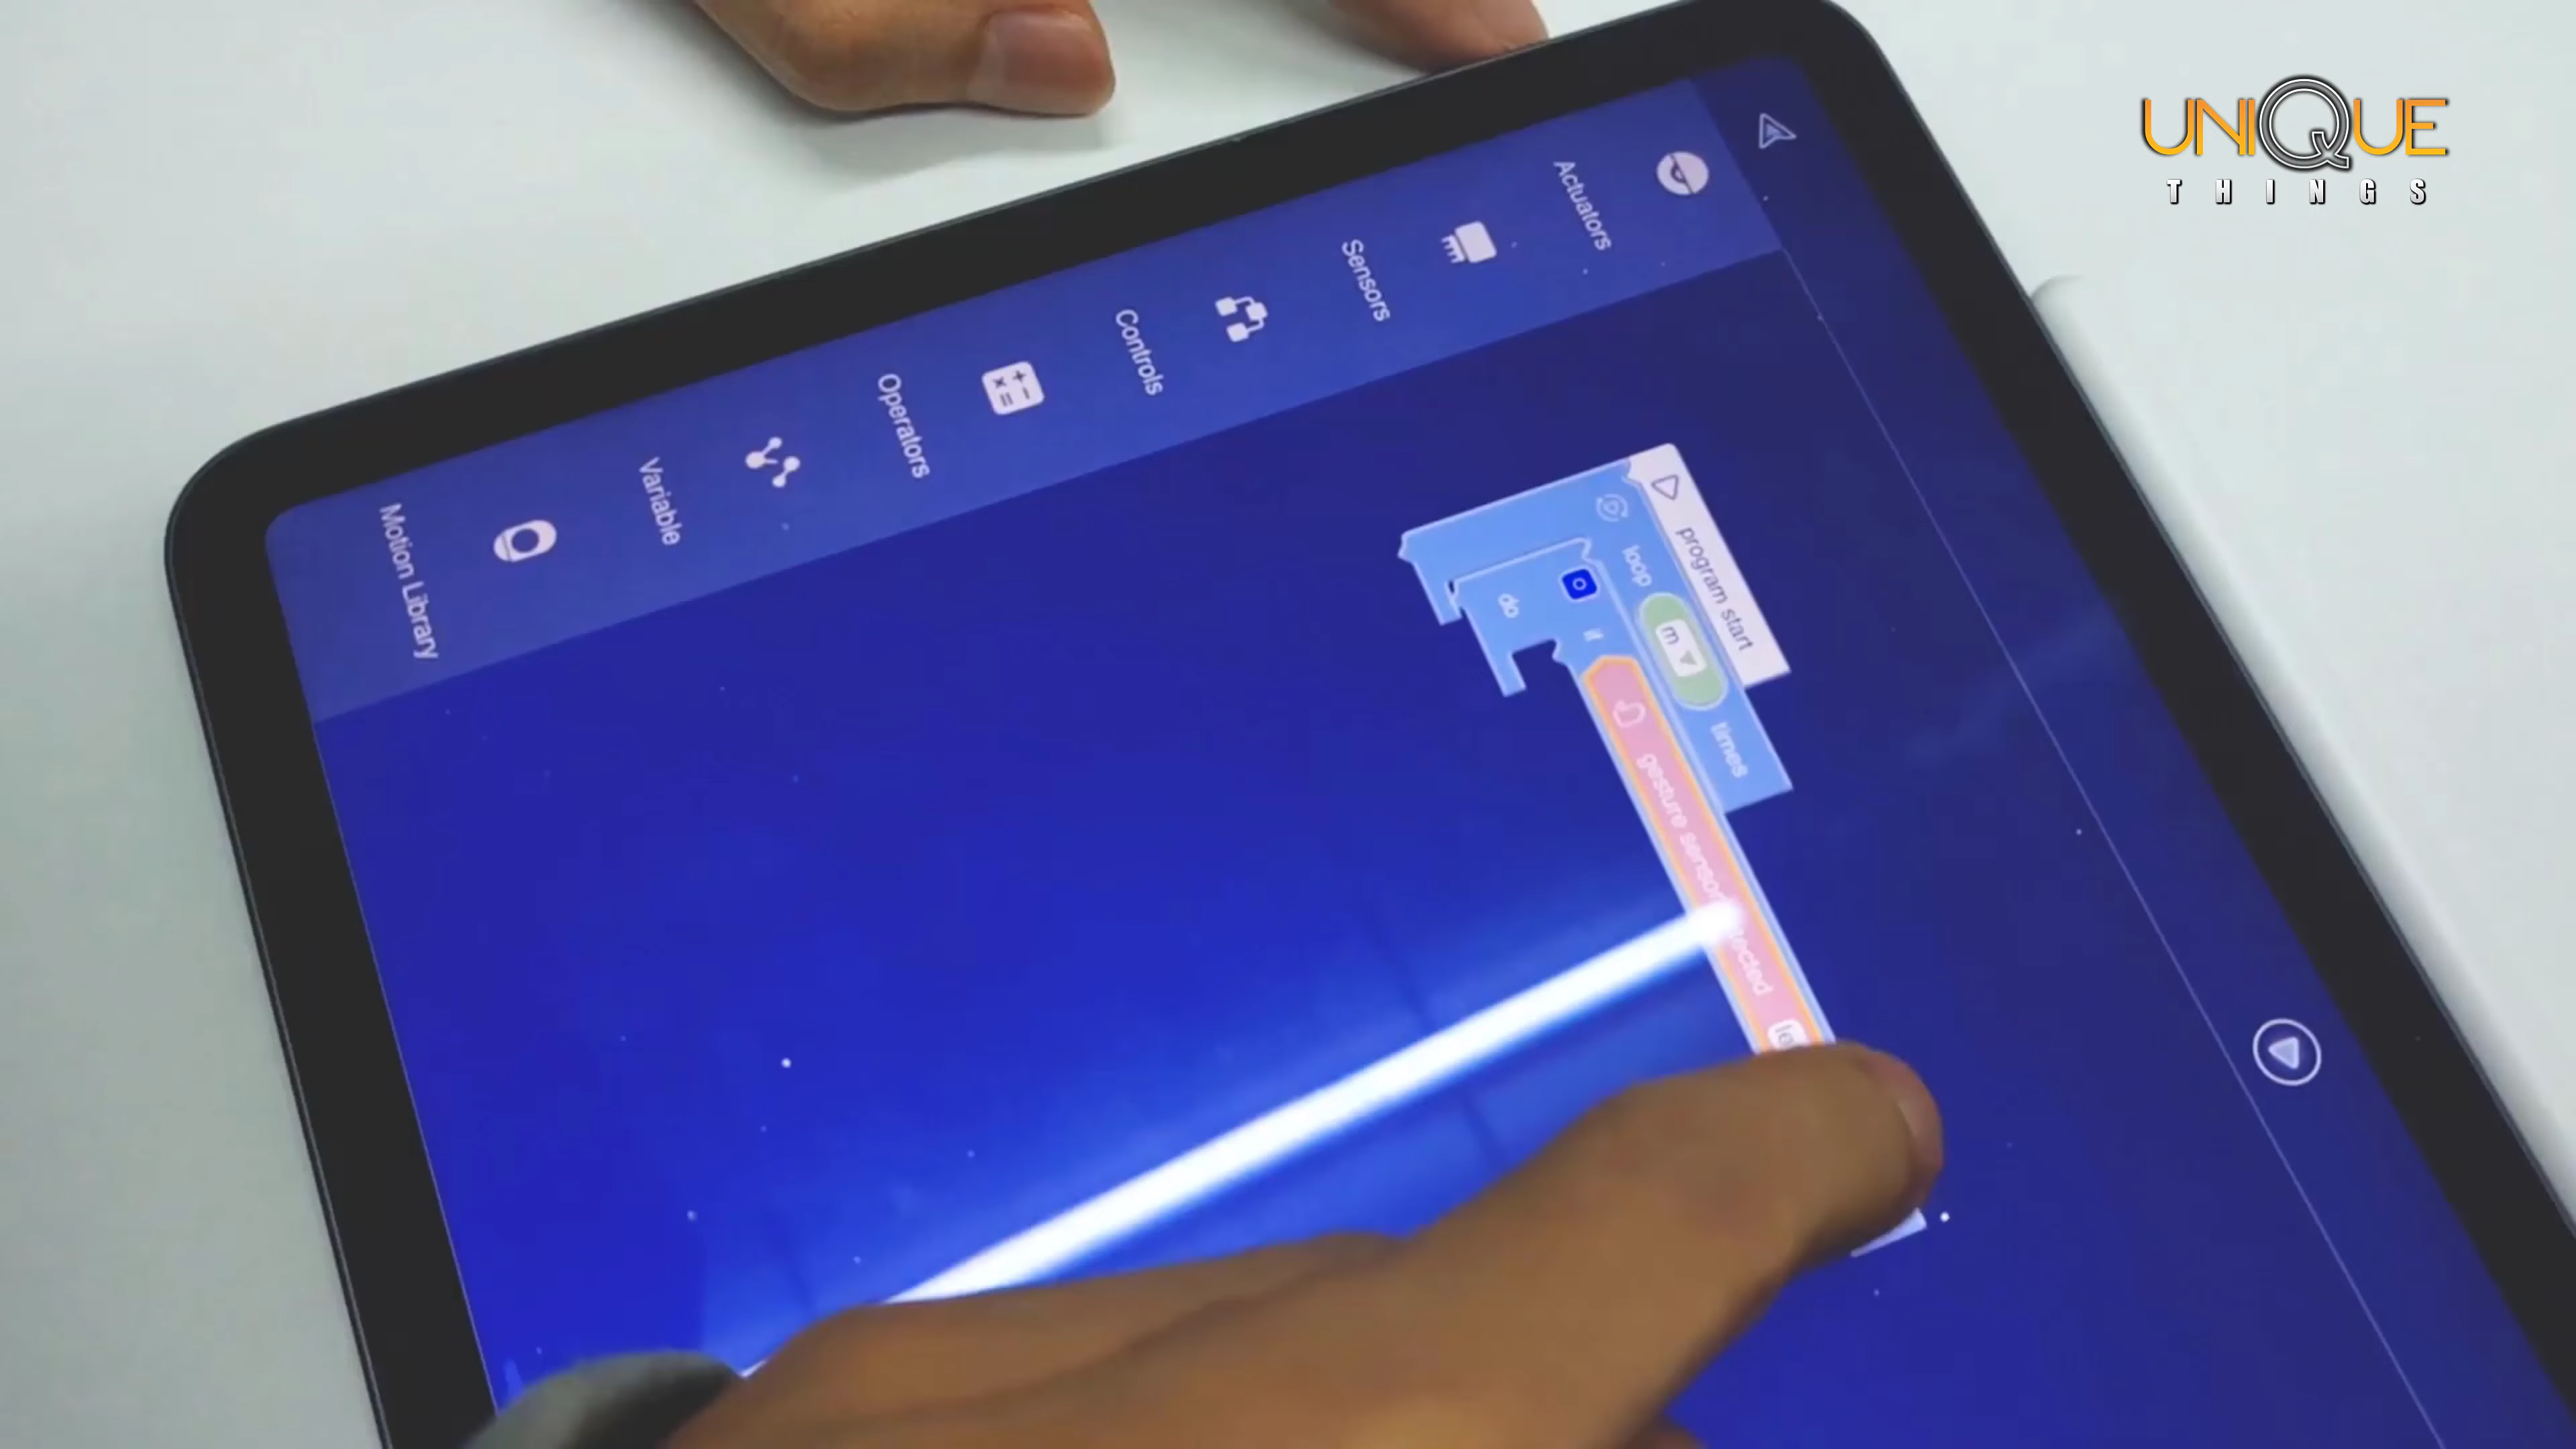 UNIQUE
THINGS
Actuators
Sensors
Controls
Operators
Variable
Motion Library
program start
loop m times
if gesture sensor
do